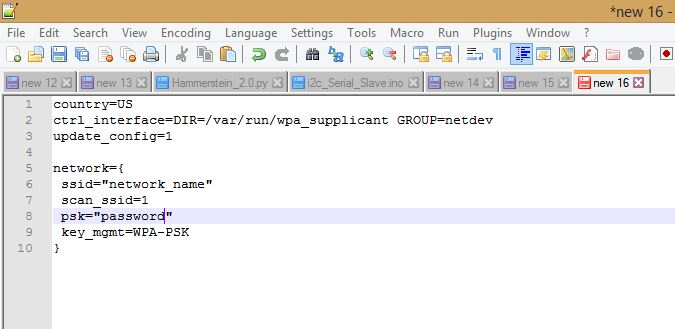 *new 16 -
File Edit Search View Encoding Language Settings Tools Macro Run Plugins Window ?
new 12 new 13 Hammerstein_2.0.py i2c_Serial_Slave.ino new 14 new 15 new 16
1 country=US
2 ctrl_interface=DIR=/var/run/wpa_supplicant GROUP=netdev
3 update_config=1
4
5 network={
6 ssid="network_name"
7 scan_ssid=1
8 psk="password"
9 key_mgmt=WPA-PSK
10 }